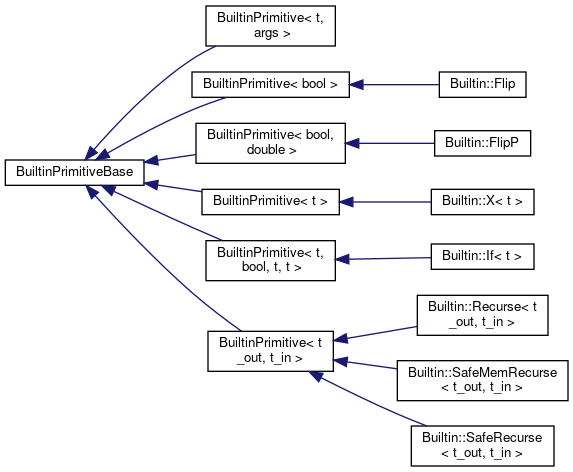 BuiltinPrimitive< t,
args >
BuiltinPrimitive< bool >
Builtin::Flip
BuiltinPrimitive< bool,
double >
Builtin::FlipP
BuiltinPrimitiveBase
BuiltinPrimitive< t >
Builtin::X< t >
BuiltinPrimitive< t,
bool, t, t >
Builtin::If< t >
BuiltinPrimitive< t
_out, t_in >
Builtin::Recurse< t
_out, t_in >
Builtin::SafeMemRecurse
< t_out, t_in >
Builtin::SafeRecurse
< t_out, t_in >